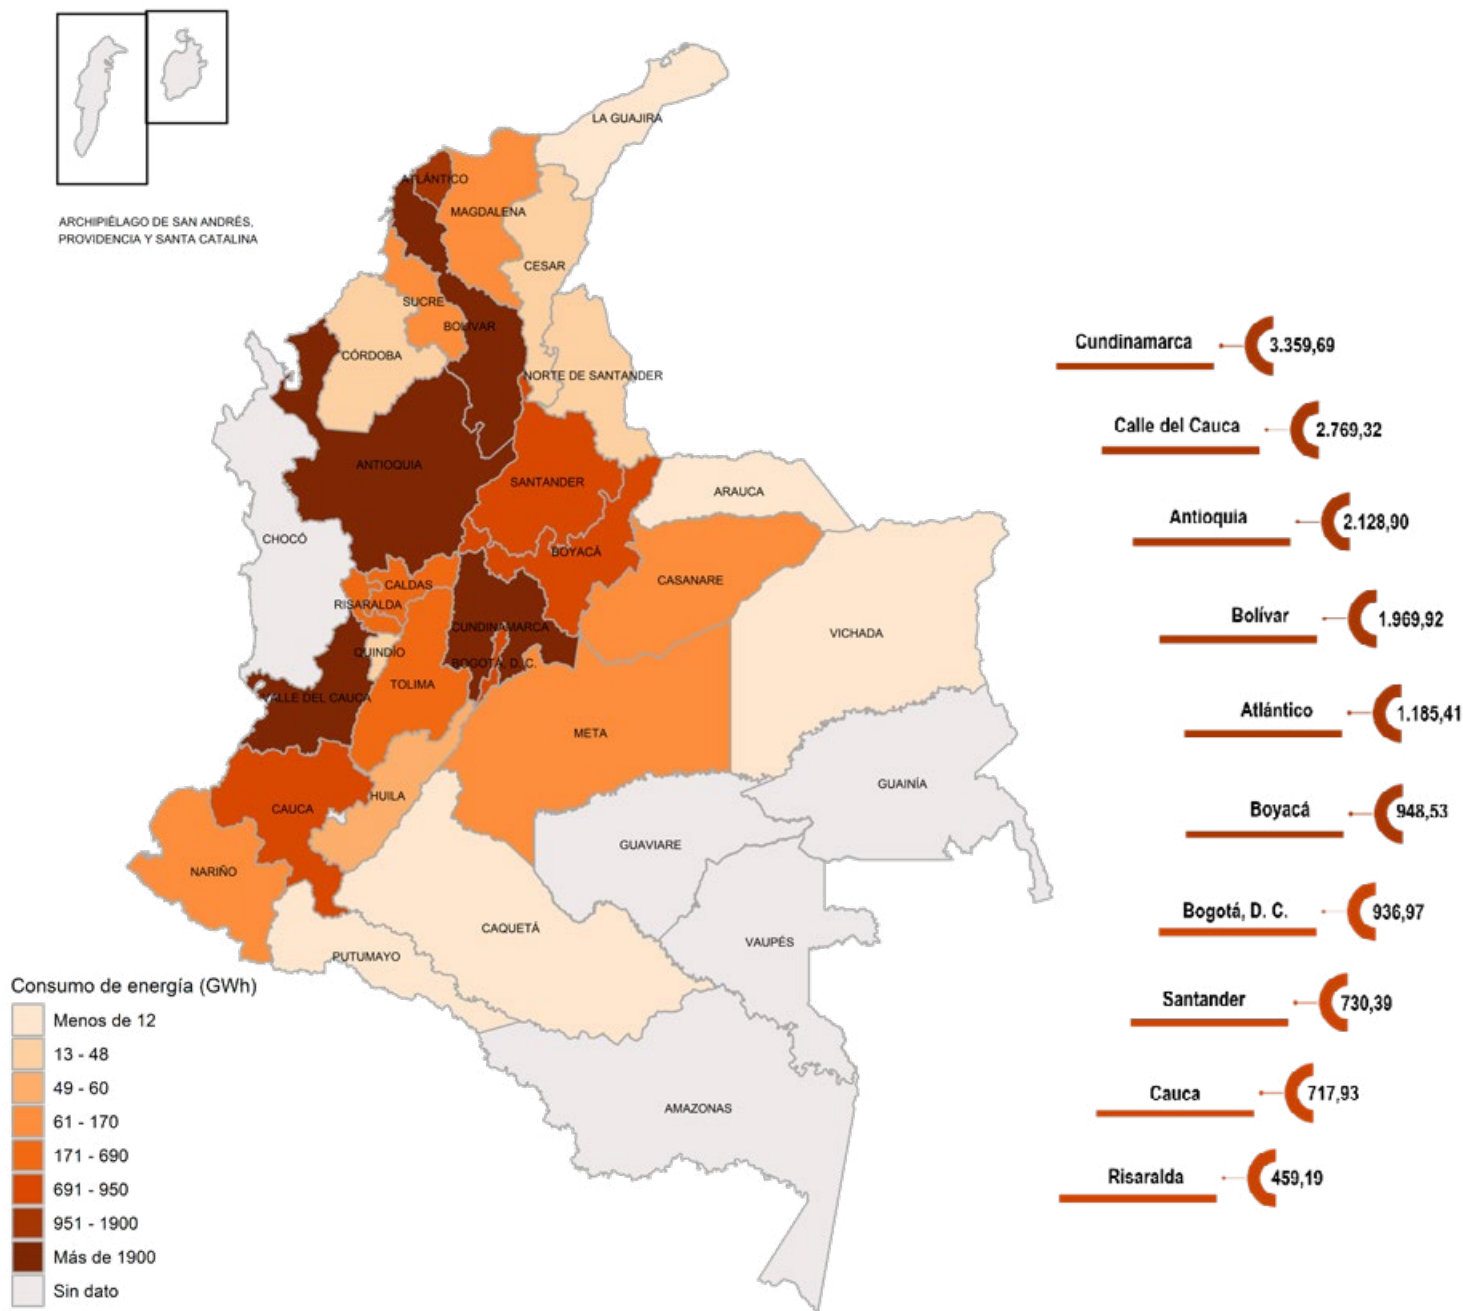 ARCHIPIÉLAGO DE SAN ANDRÉS,
PROVIDENCIA Y SANTA CATALINA
LA GUAJIRA
ATLÁNTICO
MAGDALENA
CESAR
SUCRE
BOLÍVAR
CÓRDOBA
NORTE DE SANTANDER
ANTIOQUIA
SANTANDER
ARAUCA
CHOCÓ
BOYACÁ
CASANARE
CALDAS
RISARALDA
CUNDINAMARCA
VICHADA
QUINDÍO
BOGOTÁ, D. C.
TOLIMA
VALLE DEL CAUCA
META
GUAINÍA
HUILA
CAUCA
GUAVIARE
NARIÑO
CAQUETÁ
VAUPÉS
PUTUMAYO
AMAZONAS
Consumo de energía (GWh)
Menos de 12
13 - 48
49 - 60
61 - 170
171 - 690
691 - 950
951 - 1900
Más de 1900
Sin dato
Cundinamarca 3.359,69
Calle del Cauca 2.769,32
Antioquia 2.128,90
Bolívar 1.969,92
Atlántico 1.185,41
Boyacá 948,53
Bogotá, D. C. 936,97
Santander 730,39
Cauca 717,93
Risaralda 459,19